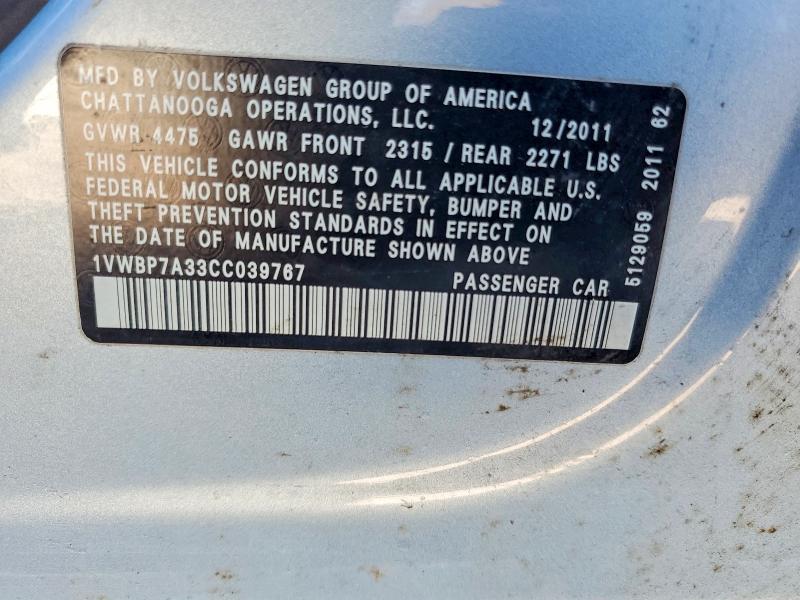 MFD BY VOLKSWAGEN GROUP OF AMERICA
CHATTANOOGA OPERATIONS, LLC. 12/2011
GVWR 4475 GAWR FRONT 2315 / REAR 2271 LBS
THIS VEHICLE CONFORMS TO ALL APPLICABLE U.S.
FEDERAL MOTOR VEHICLE SAFETY, BUMPER AND
THEFT PREVENTION STANDARDS IN EFFECT ON
THE DATE OF MANUFACTURE SHOWN ABOVE
1VWBP7A33CC039767 PASSENGER CAR
5129059 2011 62